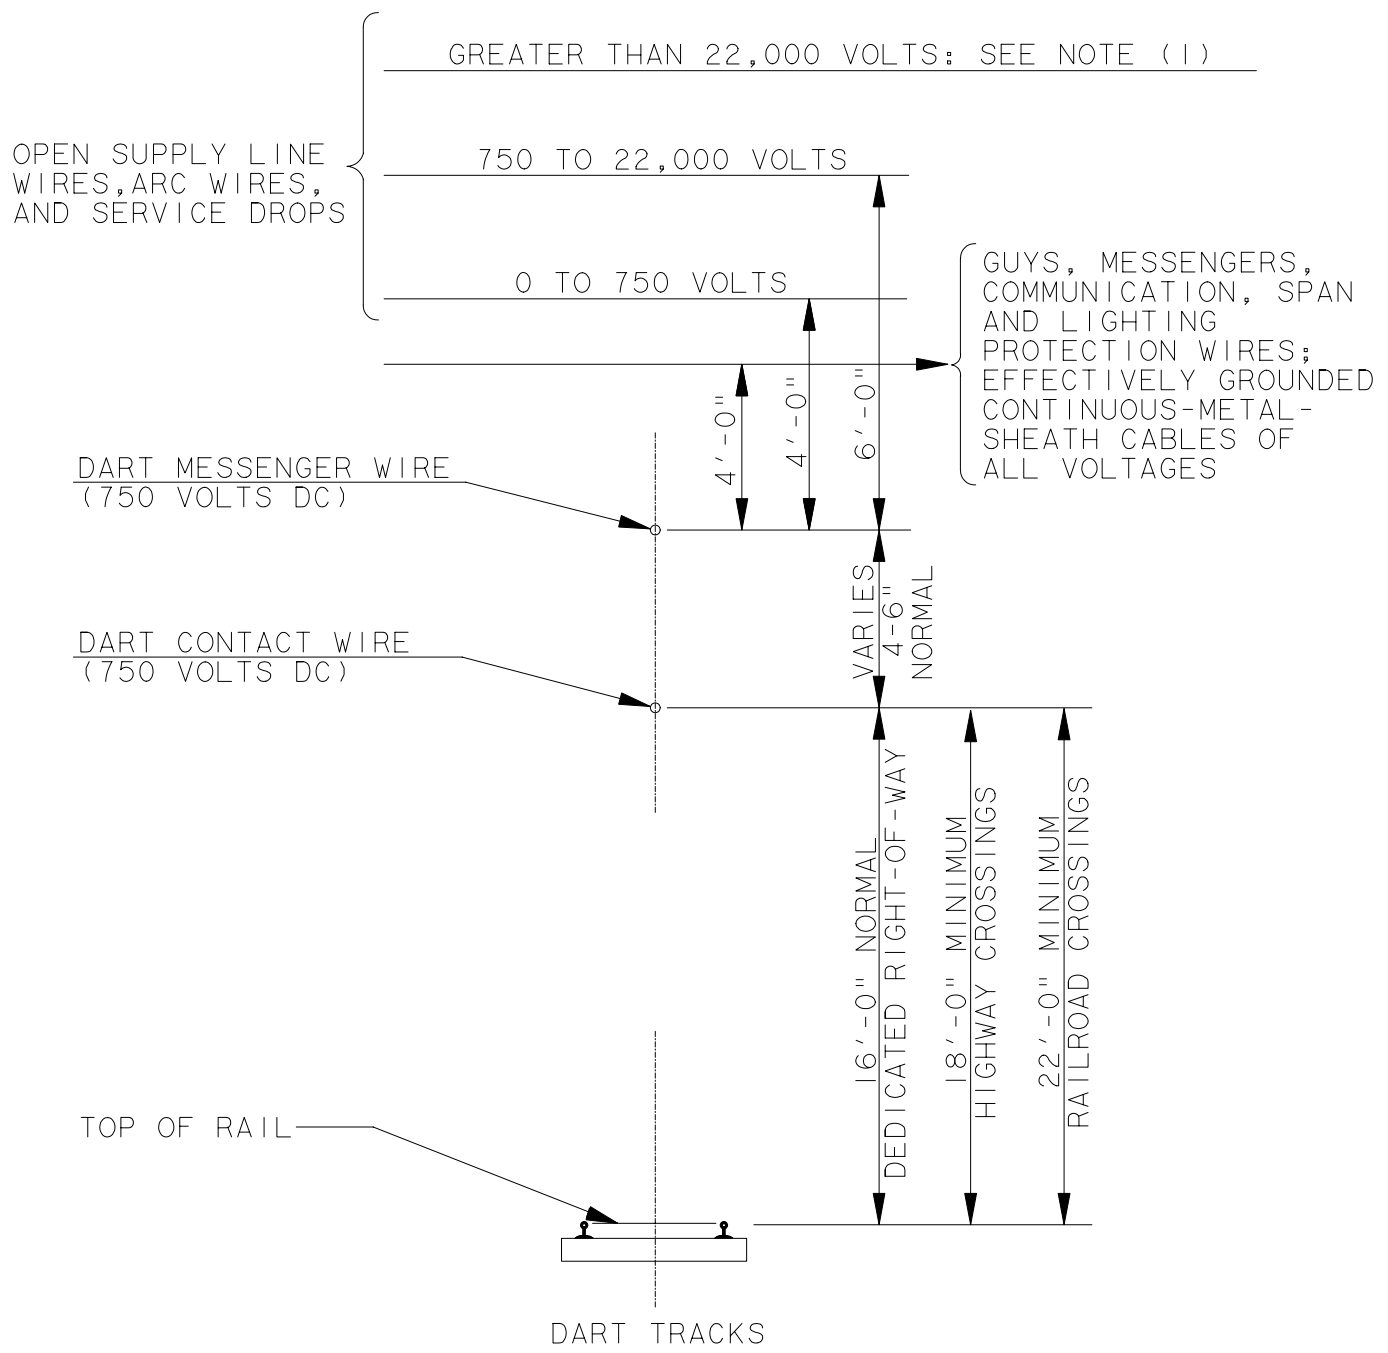 GREATER THAN 22,000 VOLTS: SEE NOTE (1)
OPEN SUPPLY LINE
WIRES,ARC WIRES,
AND SERVICE DROPS
750 TO 22,000 VOLTS
0 TO 750 VOLTS
GUYS, MESSENGERS,
COMMUNICATION, SPAN
AND LIGHTING
PROTECTION WIRES;
EFFECTIVELY GROUNDED
CONTINUOUS-METAL-
SHEATH CABLES OF
ALL VOLTAGES
4'-0"
4'-0"
6'-0"
DART MESSENGER WIRE
(750 VOLTS DC)
VARIES
4-6"
NORMAL
DART CONTACT WIRE
(750 VOLTS DC)
16'-0" NORMAL
DEDICATED RIGHT-OF-WAY
18'-0" MINIMUM
HIGHWAY CROSSINGS
22'-0" MINIMUM
RAILROAD CROSSINGS
TOP OF RAIL
DART TRACKS